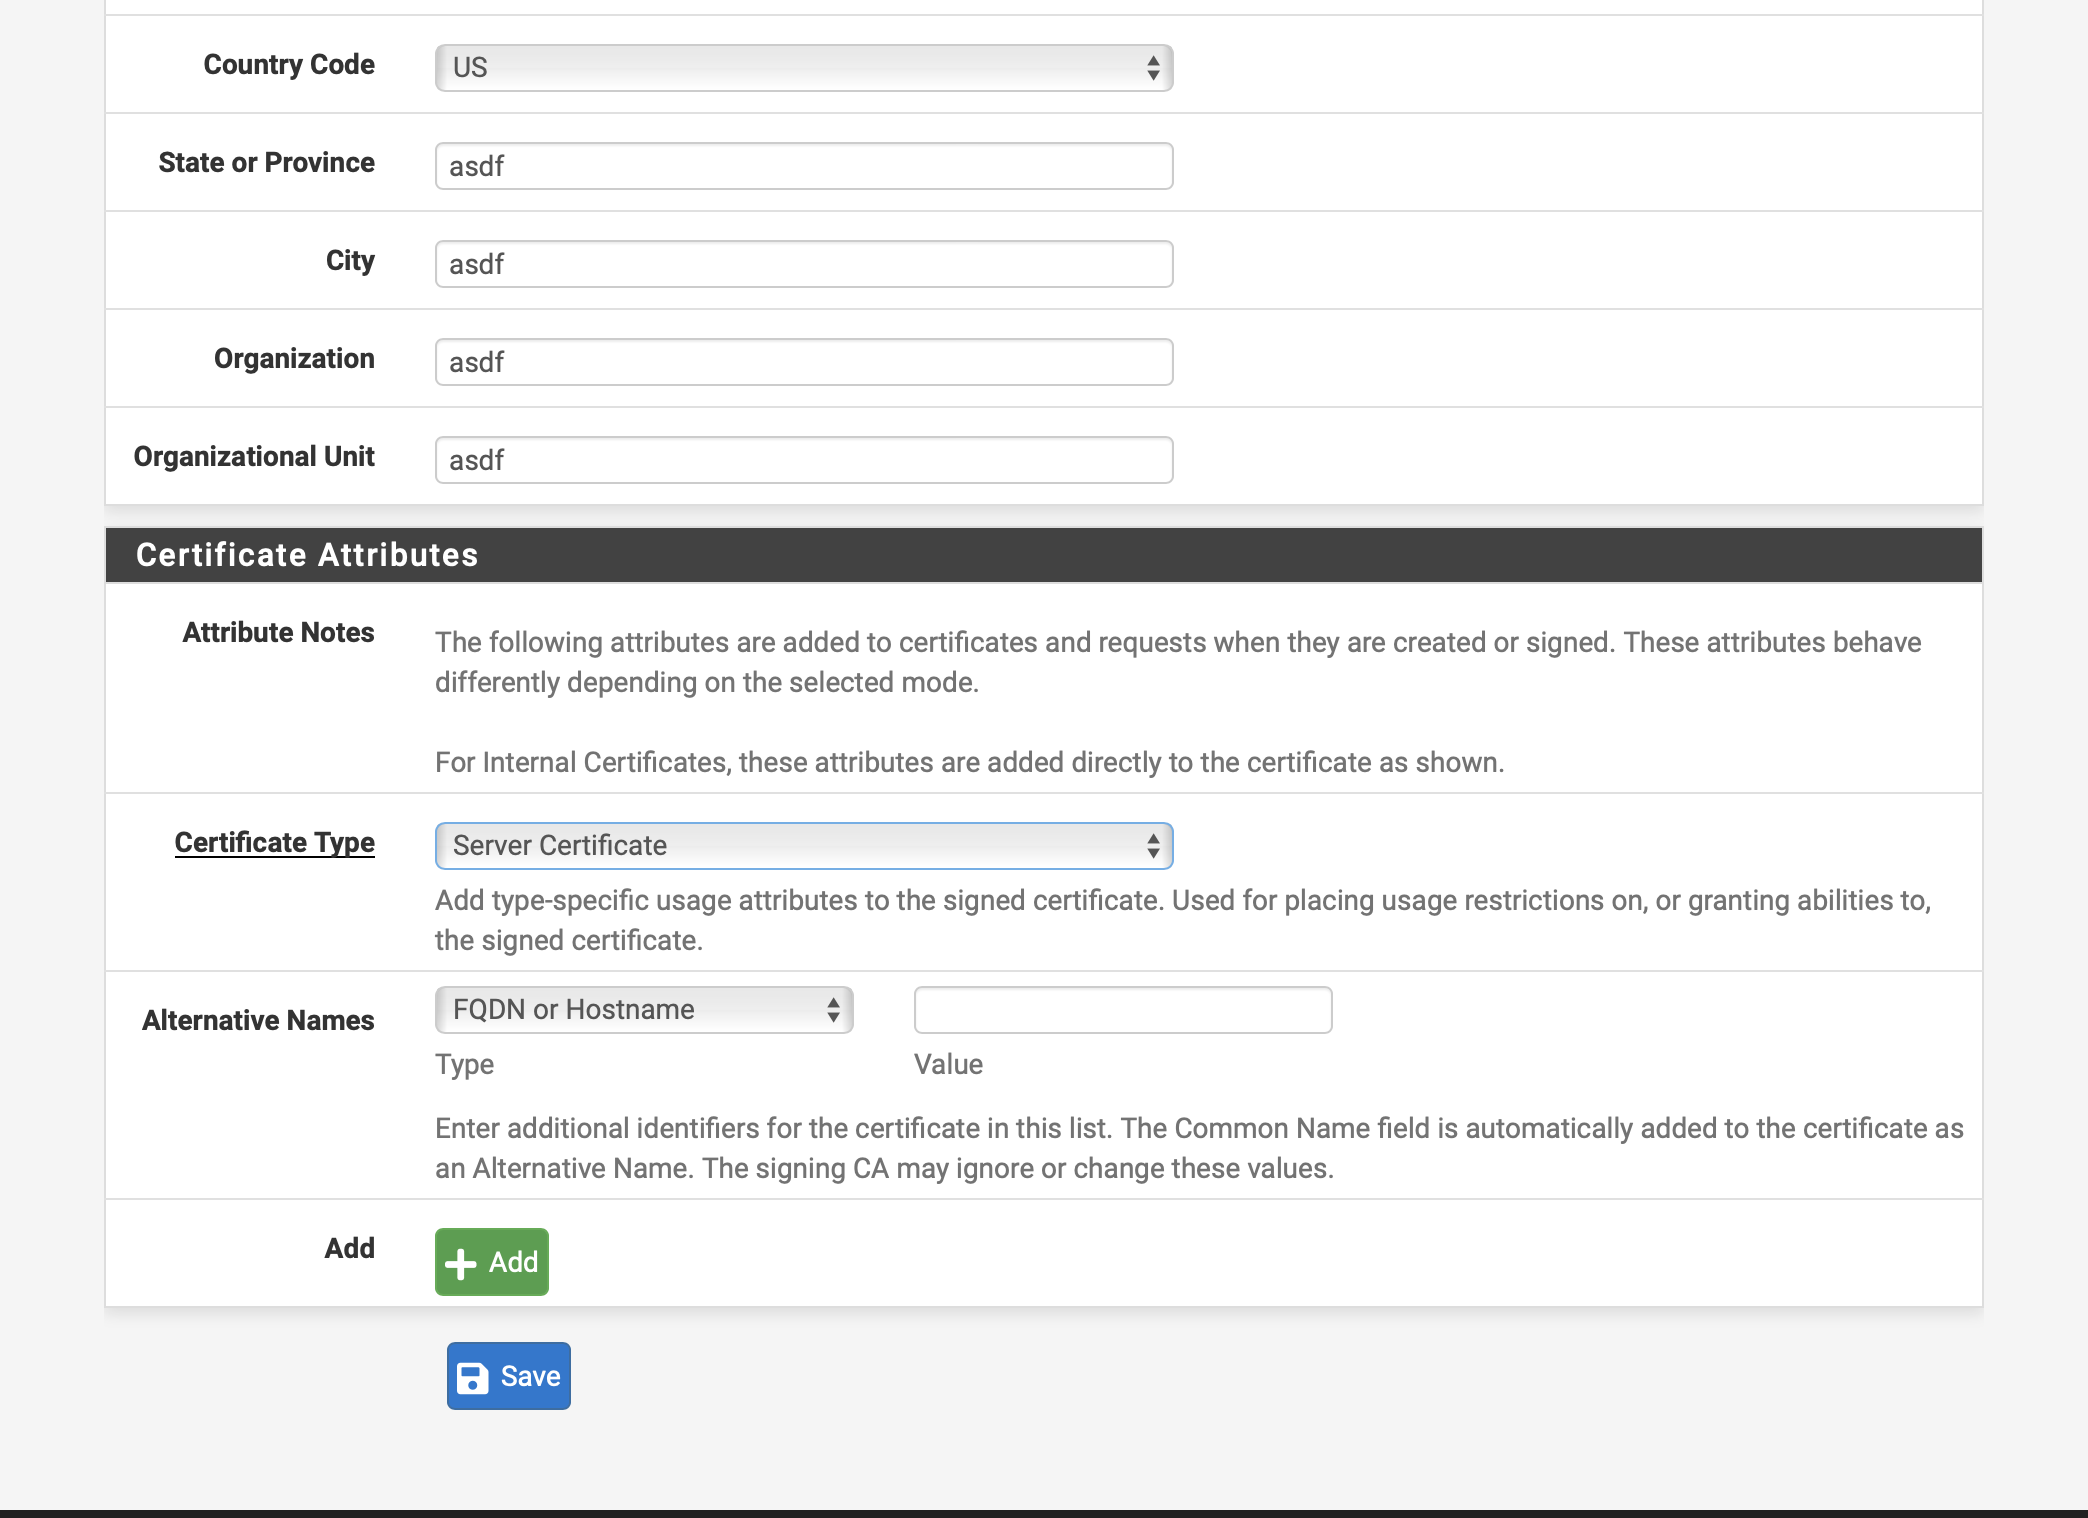 Country Code
US
State or Province
asdf
City
asdf
Organization
asdf
Organizational Unit
asdf
Certificate Attributes
Attribute Notes
The following attributes are added to certificates and requests when they are created or signed. These attributes behave
differently depending on the selected mode.
For Internal Certificates, these attributes are added directly to the certificate as shown.
Certificate Type
Server Certificate
Add type-specific usage attributes to the signed certificate. Used for placing usage restrictions on, or granting abilities to,
the signed certificate.
Alternative Names
FQDN or Hostname
Type
Value
Enter additional identifiers for the certificate in this list. The Common Name field is automatically added to the certificate as
an Alternative Name. The signing CA may ignore or change these values.
Add
Add
Save